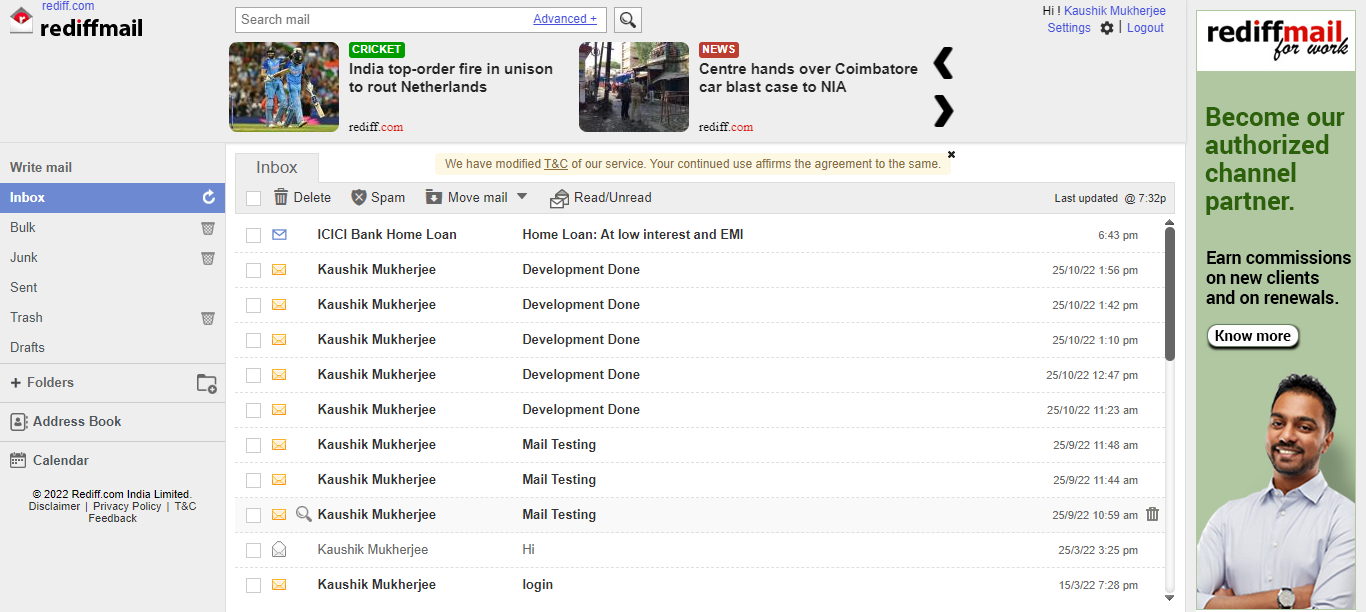 rediff.com
rediffmail
Search mail Advanced +
Hi ! Kaushik Mukherjee
Settings | Logout
CRICKET
India top-order fire in unison
to rout Netherlands
rediff.com
NEWS
Centre hands over Coimbatore
car blast case to NIA
rediff.com
Write mail
Inbox
Bulk
Junk
Sent
Trash
Drafts
+ Folders
Address Book
Calendar
© 2022 Rediff.com India Limited.
Disclaimer | Privacy Policy | T&C
Feedback
Inbox
We have modified T&C of our service. Your continued use affirms the agreement to the same.
Delete Spam Move mail Read/Unread Last updated @ 7:32p
ICICI Bank Home Loan Home Loan: At low interest and EMI 6:43 pm
Kaushik Mukherjee Development Done 25/10/22 1:56 pm
Kaushik Mukherjee Development Done 25/10/22 1:42 pm
Kaushik Mukherjee Development Done 25/10/22 1:10 pm
Kaushik Mukherjee Development Done 25/10/22 12:47 pm
Kaushik Mukherjee Development Done 25/10/22 11:23 am
Kaushik Mukherjee Mail Testing 25/9/22 11:48 am
Kaushik Mukherjee Mail Testing 25/9/22 11:44 am
Kaushik Mukherjee Mail Testing 25/9/22 10:59 am
Kaushik Mukherjee Hi 25/3/22 3:25 pm
Kaushik Mukherjee login 15/3/22 7:28 pm
rediffmail
for work
Become our
authorized
channel
partner.
Earn commissions
on new clients
and on renewals.
Know more